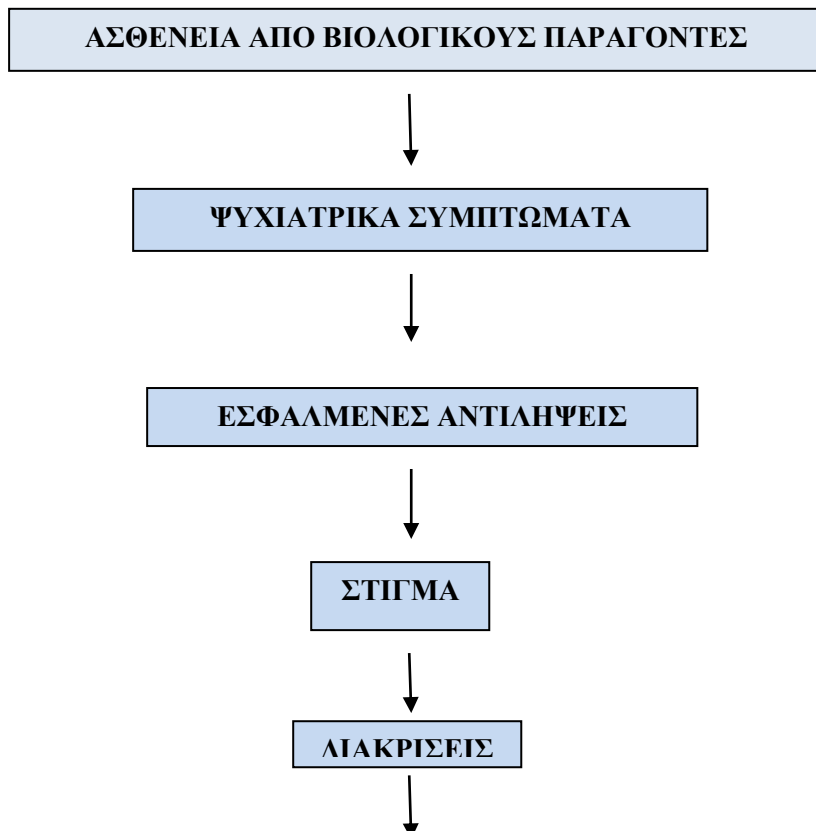 ΑΣΘΕΝΕΙΑ ΑΠΟ ΒΙΟΛΟΓΙΚΟΥΣ ΠΑΡΑΓΟΝΤΕΣ
ΨΥΧΙΑΤΡΙΚΑ ΣΥΜΠΤΩΜΑΤΑ
ΕΣΦΑΛΜΕΝΕΣ ΑΝΤΙΛΗΨΕΙΣ
ΣΤΙΓΜΑ
ΔΙΑΚΡΙΣΕΙΣ